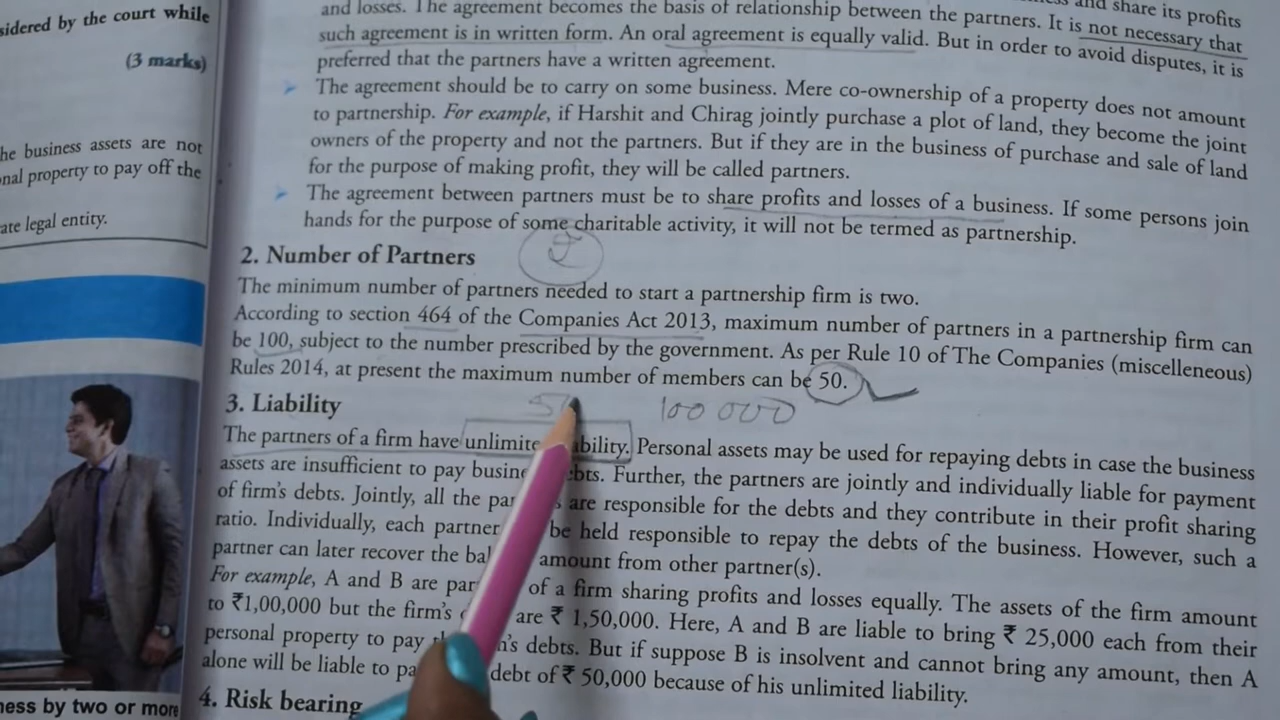 sidered by the court while
(3 marks)
he business assets are not
nal property to pay off the
ate legal entity.
ness by two or more
and share its profits
and losses. The agreement becomes the basis of relationship between the partners. It is not necessary that
such agreement is in written form. An oral agreement is equally valid. But in order to avoid disputes, it is
preferred that the partners have a written agreement.
➤ The agreement should be to carry on some business. Mere co-ownership of a property does not amount
to partnership. For example, if Harshit and Chirag jointly purchase a plot of land, they become the joint
owners of the property and not the partners. But if they are in the business of purchase and sale of land
for the purpose of making profit, they will be called partners.
➤ The agreement between partners must be to share profits and losses of a business. If some persons join
hands for the purpose of some charitable activity, it will not be termed as partnership.
2. Number of Partners
The minimum number of partners needed to start a partnership firm is two.
According to section 464 of the Companies Act 2013, maximum number of partners in a partnership firm can
be 100, subject to the number prescribed by the government. As per Rule 10 of The Companies (miscelleneous)
Rules 2014, at present the maximum number of members can be 50.
100 000
3. Liability
The partners of a firm have unlimite bility. Personal assets may be used for repaying debts in case the business
assets are insufficient to pay busine ebts. Further, the partners are jointly and individually liable for payment
of firm's debts. Jointly, all the par s are responsible for the debts and they contribute in their profit sharing
ratio. Individually, each partner be held responsible to repay the debts of the business. However, such a
partner can later recover the bal amount from other partner(s).
For example, A and B are par of a firm sharing profits and losses equally. The assets of the firm amount
to ₹1,00,000 but the firm's are ₹ 1,50,000. Here, A and B are liable to bring ₹ 25,000 each from their
personal property to pay n's debts. But if suppose B is insolvent and cannot bring any amount, then A
alone will be liable to pa debt of ₹ 50,000 because of his unlimited liability.
4. Risk bearing